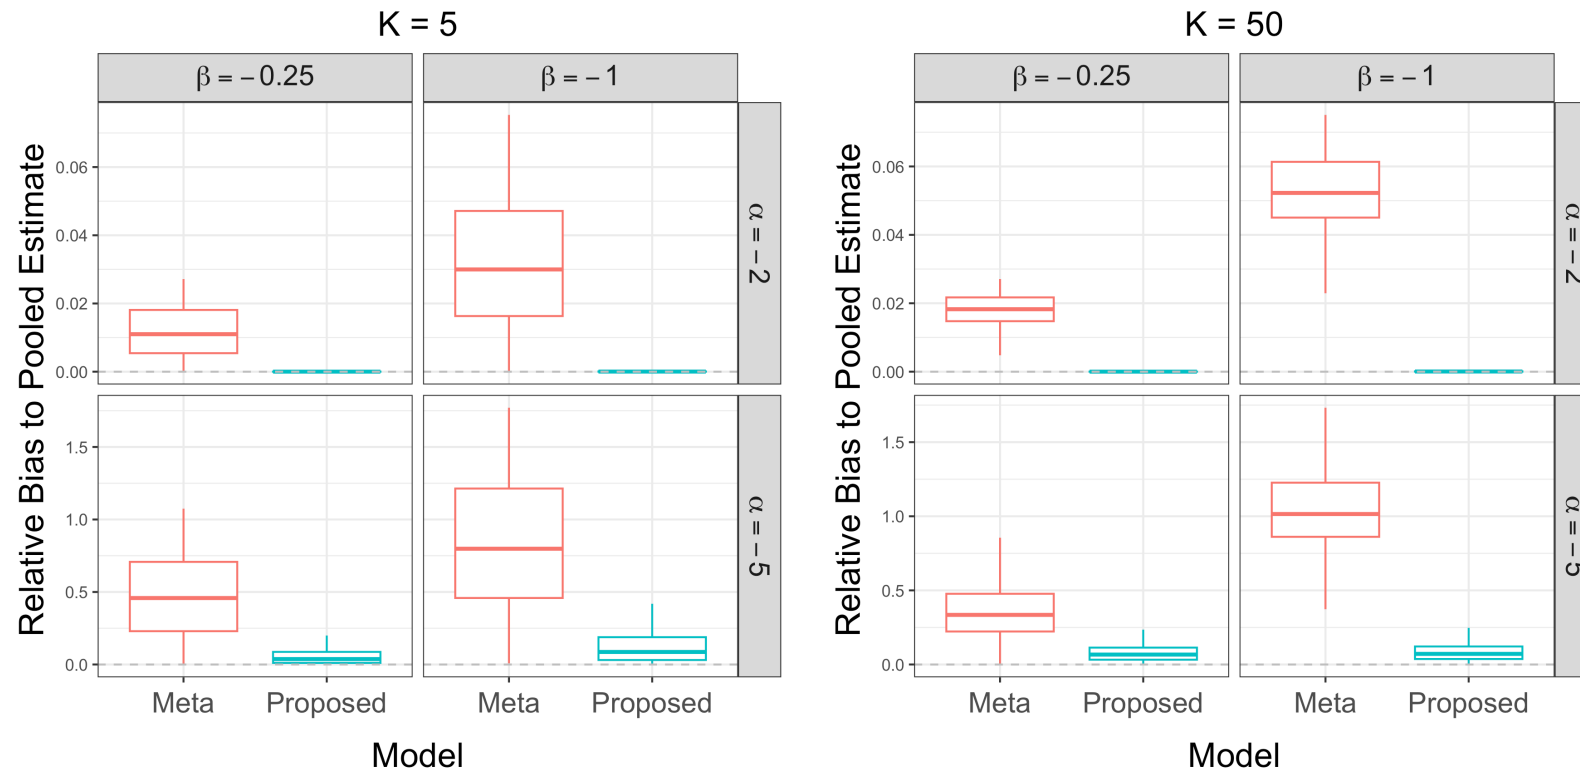 K = 5
β = − 0.25
β = − 1
Relative Bias to Pooled Estimate
0.06
0.04
0.02
0.00
α = − 2
1.5
1.0
0.5
0.0
α = − 5
Meta
Proposed
Meta
Proposed
Model
K = 50
β = − 0.25
β = − 1
Relative Bias to Pooled Estimate
0.06
0.04
0.02
0.00
α = − 2
1.5
1.0
0.5
0.0
α = − 5
Meta
Proposed
Meta
Proposed
Model